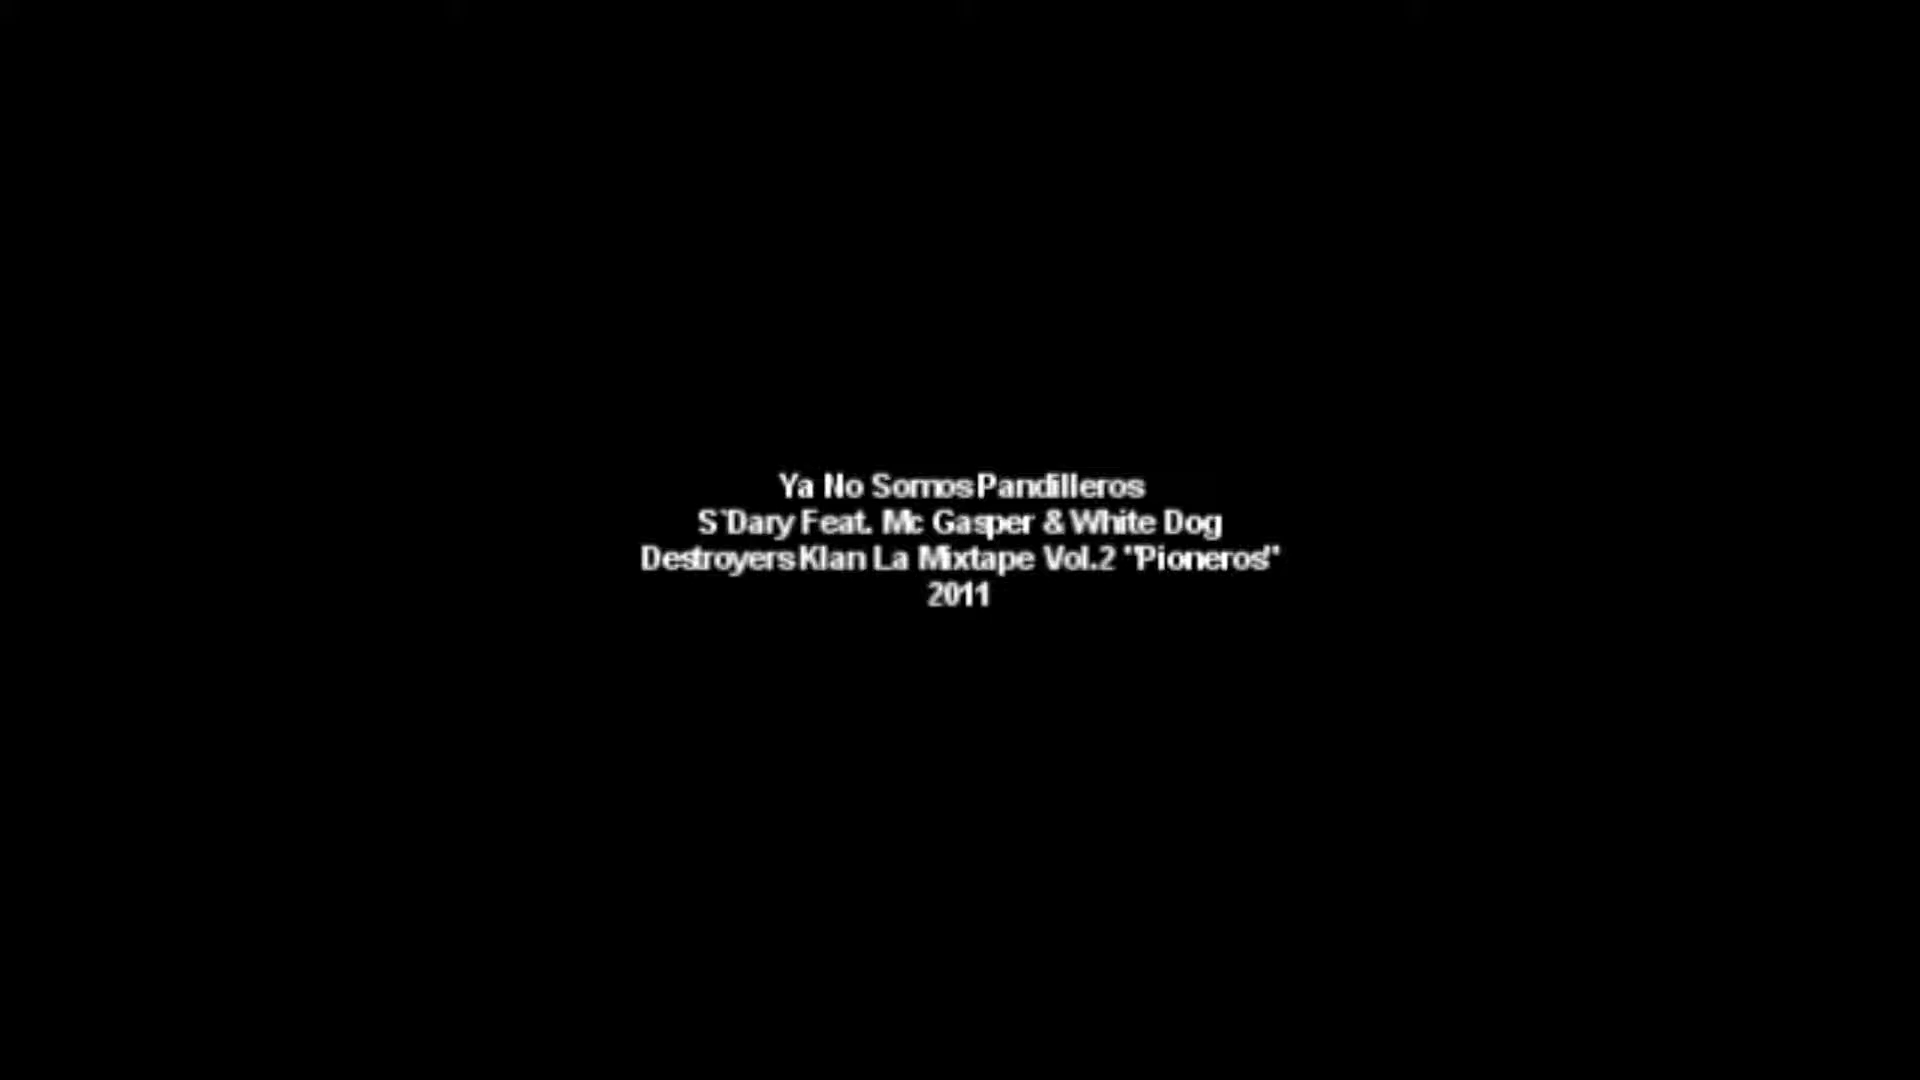 Ya No Somos Pandilleros
S`Dary Feat. Mc Gasper & White Dog
Destroyers Klan La Mixtape Vol.2 "Pioneros"
2011